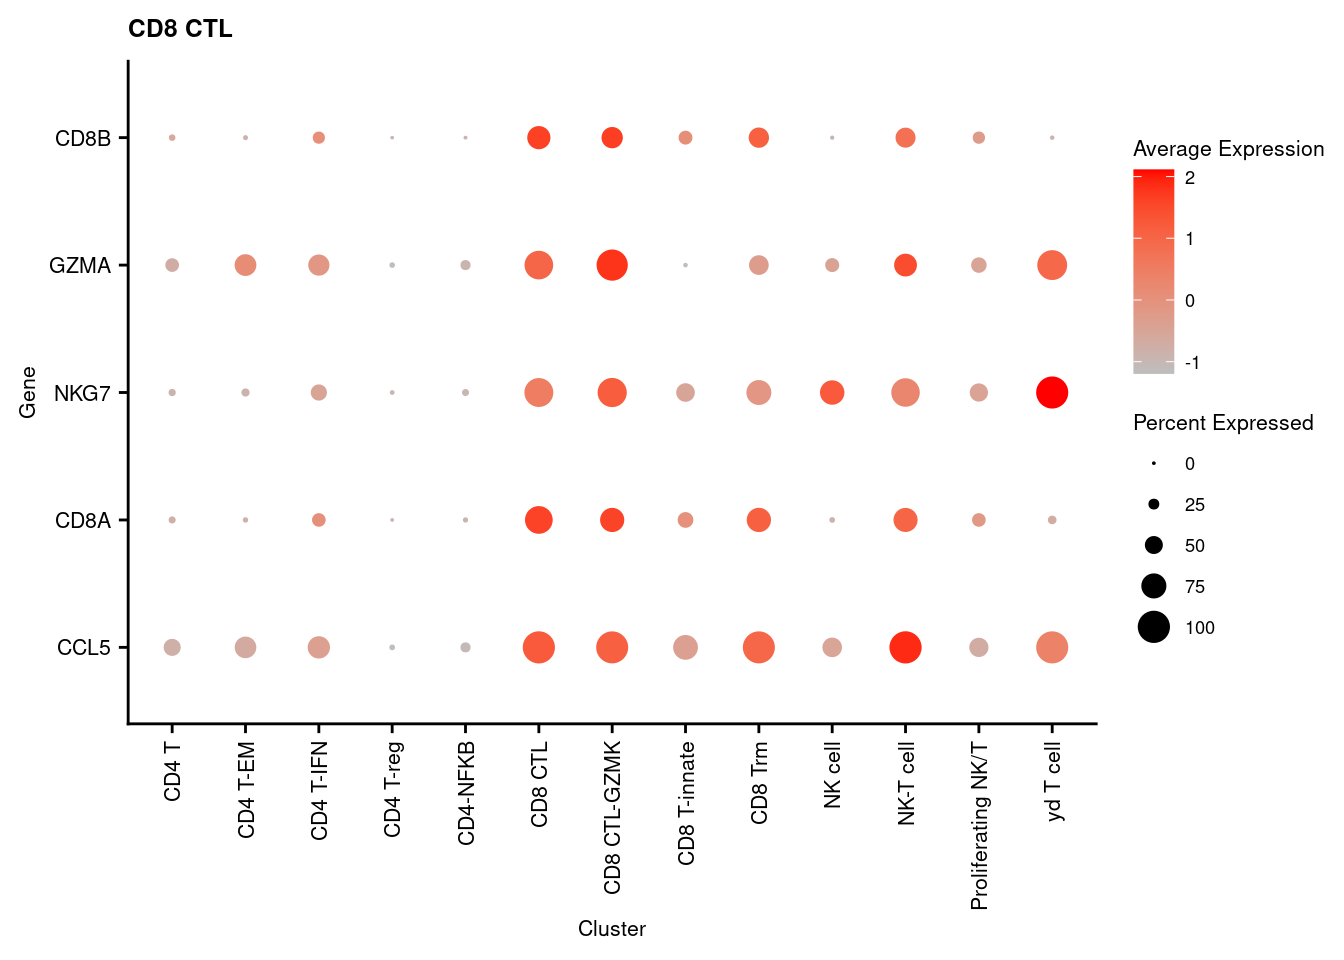 CD8 CTL
CD8B
GZMA
NKG7
CD8A
CCL5
Gene
CD4 T
CD4 T-EM
CD4 T-IFN
CD4 T-reg
CD4-NFKB
CD8 CTL
CD8 CTL-GZMK
CD8 T-innate
CD8 Trm
NK cell
NK-T cell
Proliferating NK/T
yd T cell
Cluster
Average Expression
2
1
0
-1
Percent Expressed
0
25
50
75
100